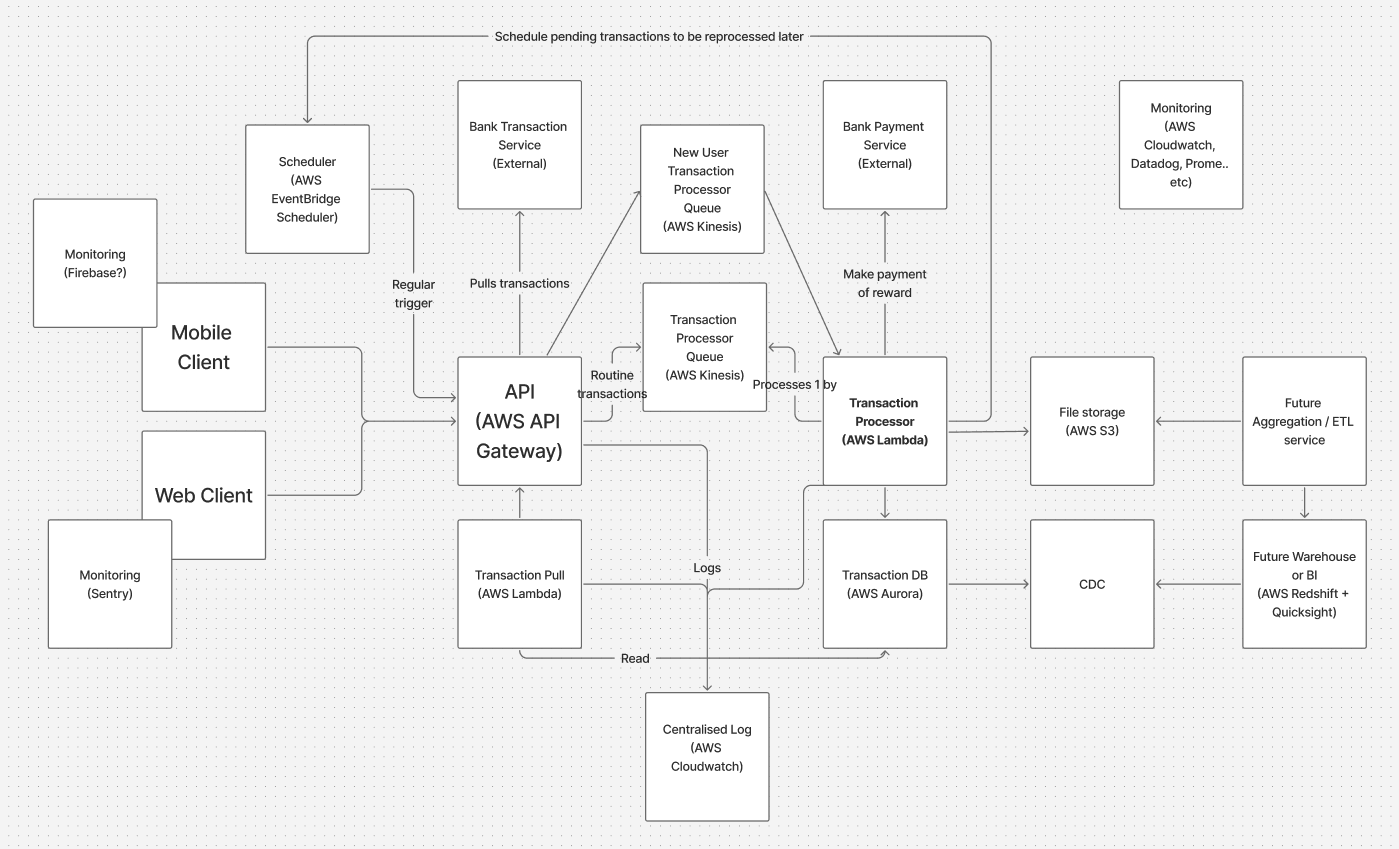 Schedule pending transactions to be reprocessed later
Bank Transaction
Service
(External)
Bank Payment
Service
(External)
Monitoring
(AWS
Cloudwatch,
Datadog, Prome..
etc)
Scheduler
(AWS
EventBridge
Scheduler)
New User
Transaction
Processor
Queue
(AWS Kinesis)
Monitoring
(Firebase?)
Regular
trigger
Pulls transactions
Make payment
of reward
Mobile
Client
Transaction
Processor
Queue
(AWS Kinesis)
Routine
transactions
Processes 1 by
API
(AWS API
Gateway)
Transaction
Processor
(AWS Lambda)
File storage
(AWS S3)
Future
Aggregation / ETL
service
Web Client
Monitoring
(Sentry)
Transaction Pull
(AWS Lambda)
Logs
Transaction DB
(AWS Aurora)
CDC
Future Warehouse
or BI
(AWS Redshift +
Quicksight)
Read
Centralised Log
(AWS
Cloudwatch)